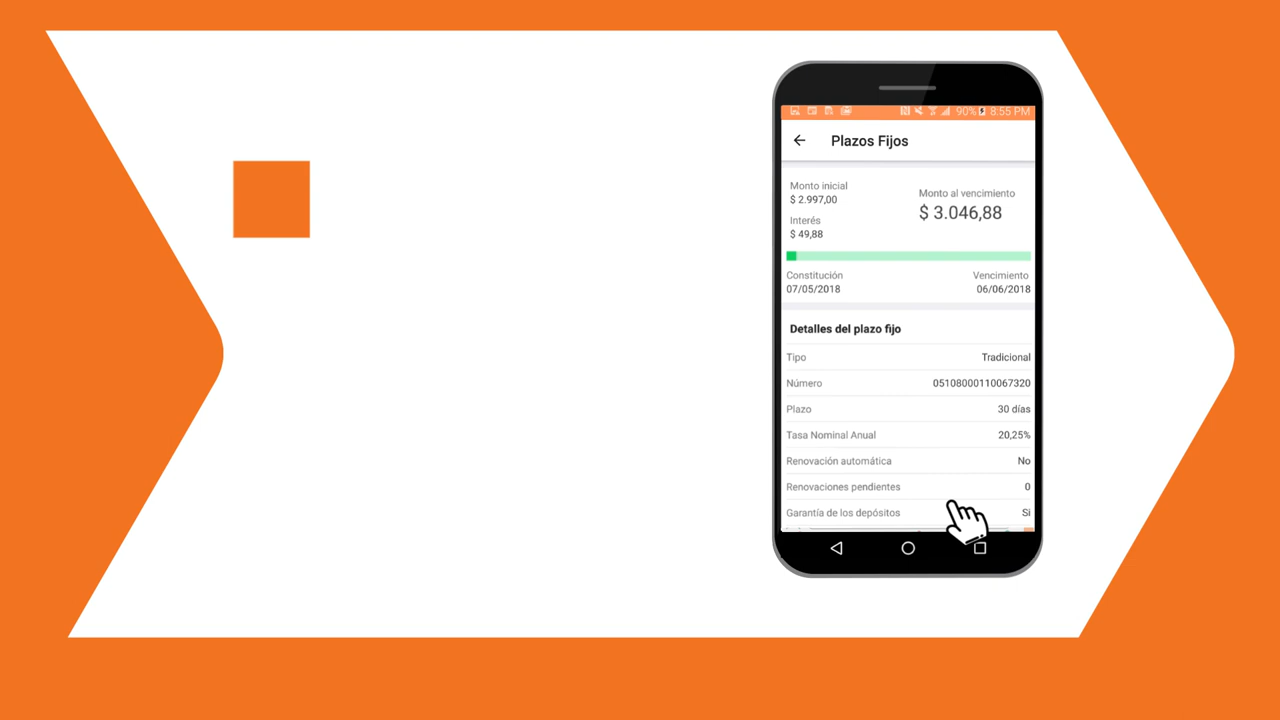 90% 8:55 PM
Plazos Fijos
Monto inicial
$ 2.997,00
Monto al vencimiento
$ 3.046,88
Interés
$ 49,88
Constitución
07/05/2018
Vencimiento
06/06/2018
Detalles del plazo fijo
Tipo Tradicional
Número 05108000110067320
Plazo 30 días
Tasa Nominal Anual 20,25%
Renovación automática No
Renovaciones pendientes 0
Garantía de los depósitos Sí